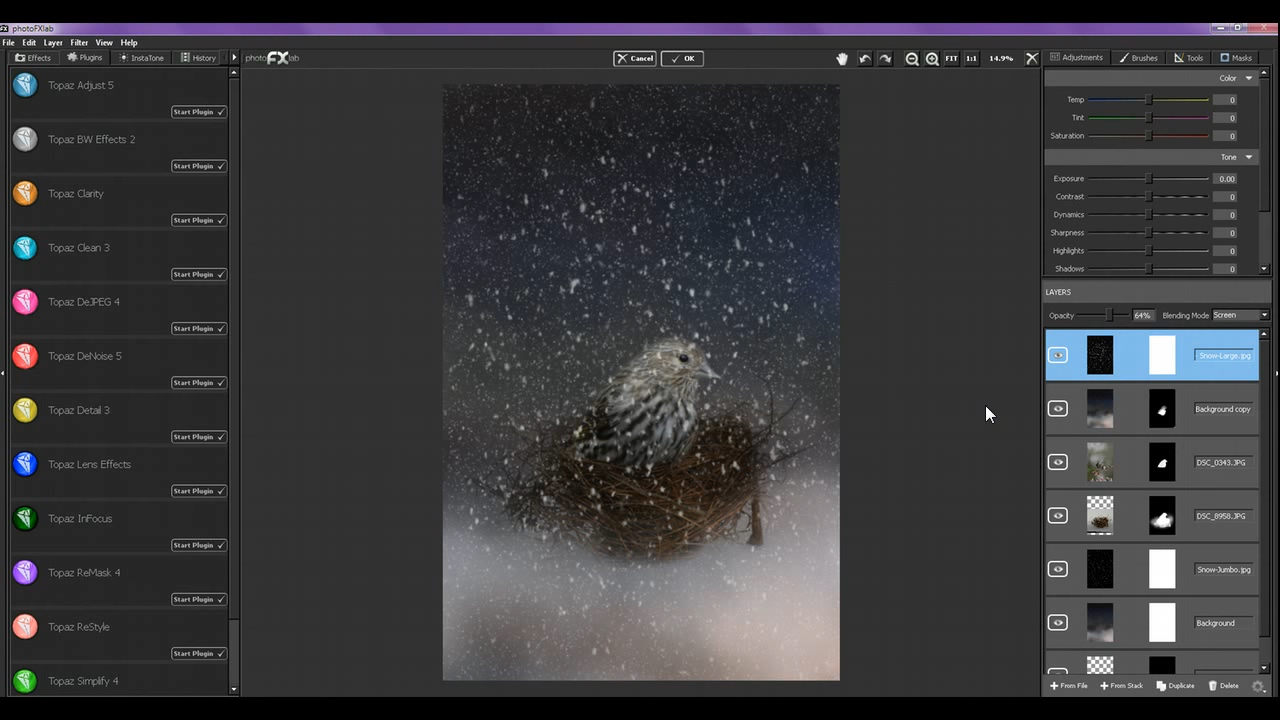 photoFXlab
File Edit Layer Filter View Help
Effects Plugins InstaTone History
photo FX lab
Cancel OK
FIT 1:1 14.9%
Adjustments Brushes Tools Masks
Topaz Adjust 5
Start Plugin
Topaz BW Effects 2
Start Plugin
Topaz Clarity
Start Plugin
Topaz Clean 3
Start Plugin
Topaz DeJPEG 4
Start Plugin
Topaz DeNoise 5
Start Plugin
Topaz Detail 3
Start Plugin
Topaz Lens Effects
Start Plugin
Topaz InFocus
Start Plugin
Topaz ReMask 4
Start Plugin
Topaz ReStyle
Start Plugin
Topaz Simplify 4
Color
Temp 0
Tint 0
Saturation 0
Tone
Exposure 0.00
Contrast 0
Dynamics 0
Sharpness 0
Highlights 0
Shadows 0
LAYERS
Opacity 64% Blending Mode: Screen
Snow-Large.jpg
Background copy
DSC_0343.JPG
DSC_8958.JPG
Snow-Jumbo.jpg
Background
From File From Stack Duplicate Delete